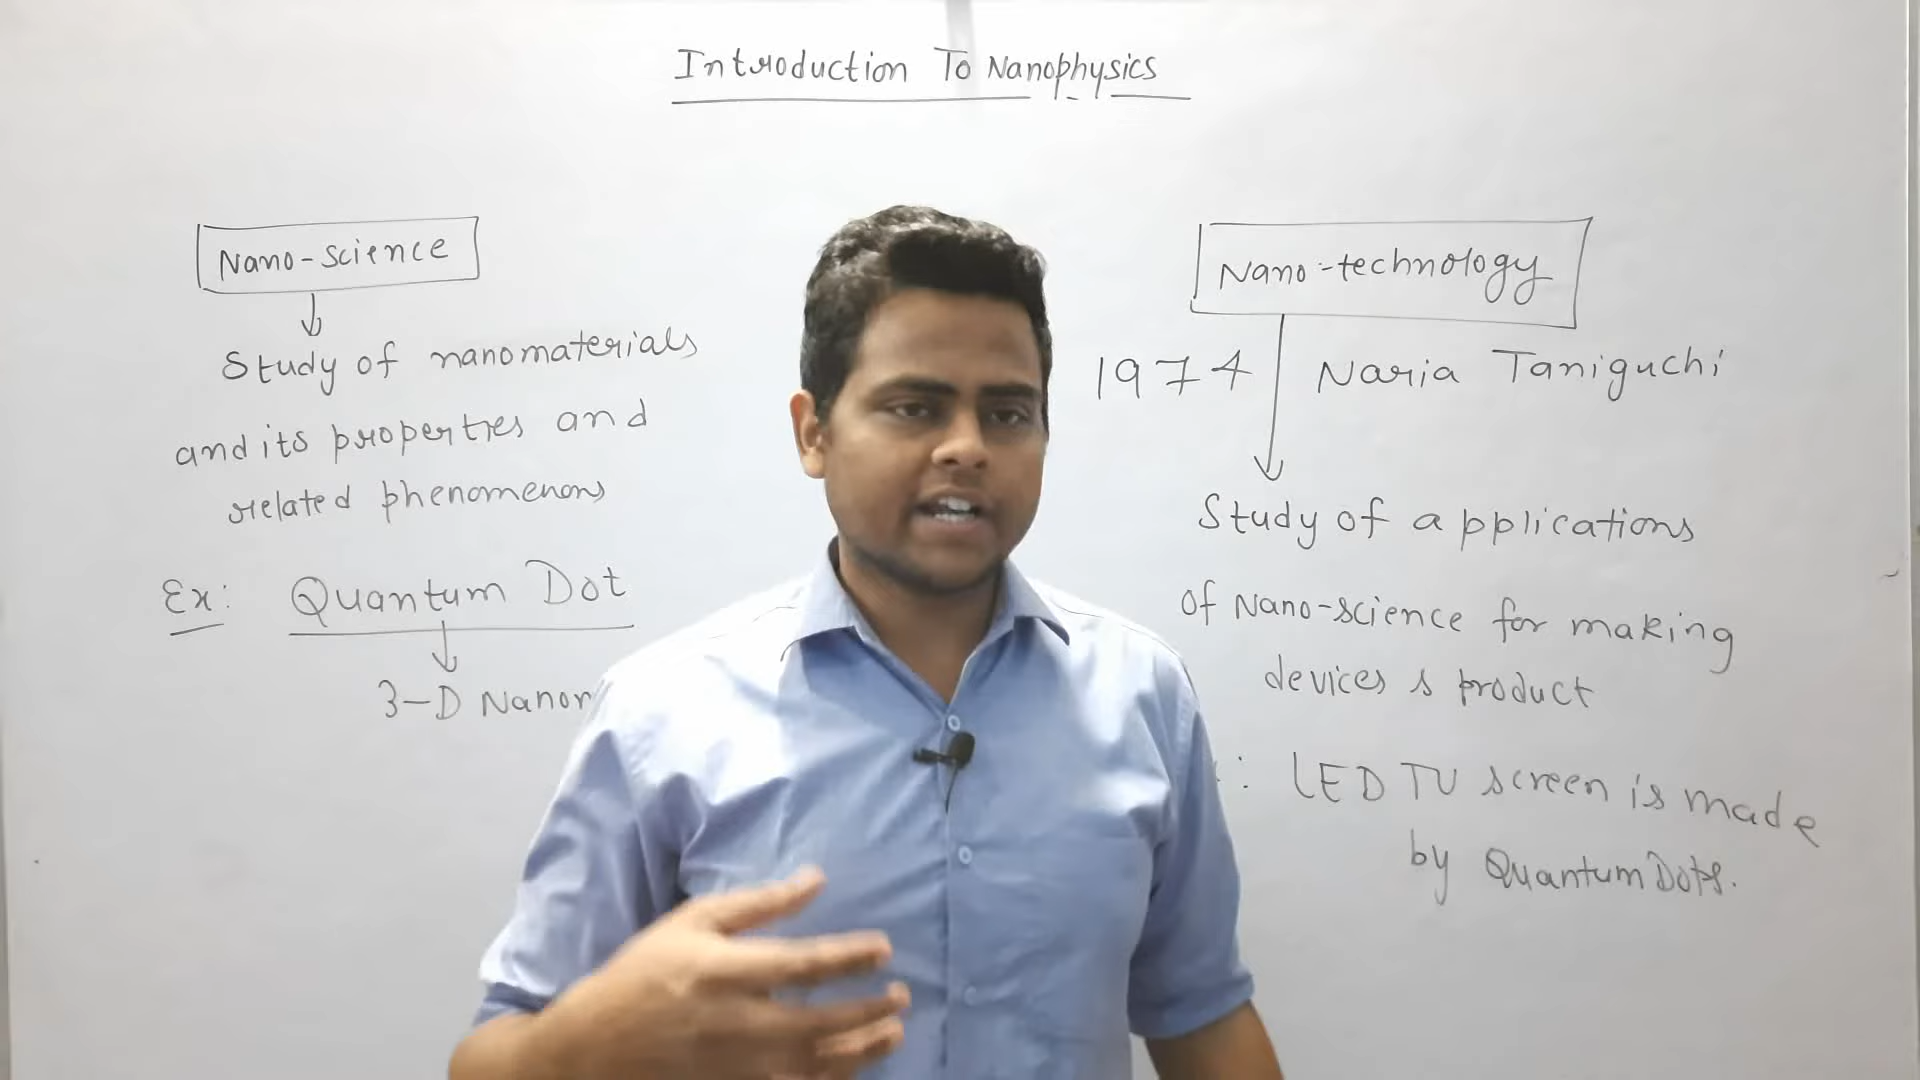 Introduction To Nanophysics
Nano-science
Study of nanomaterials
and its properties and
related phenomenons
Ex: Quantum Dot
3-D
Nano-technology
1974 Naria Taniguchi
Study of applications
of Nano-science for making
devices & product
: LED TV screen is made
by Quantum Dots.